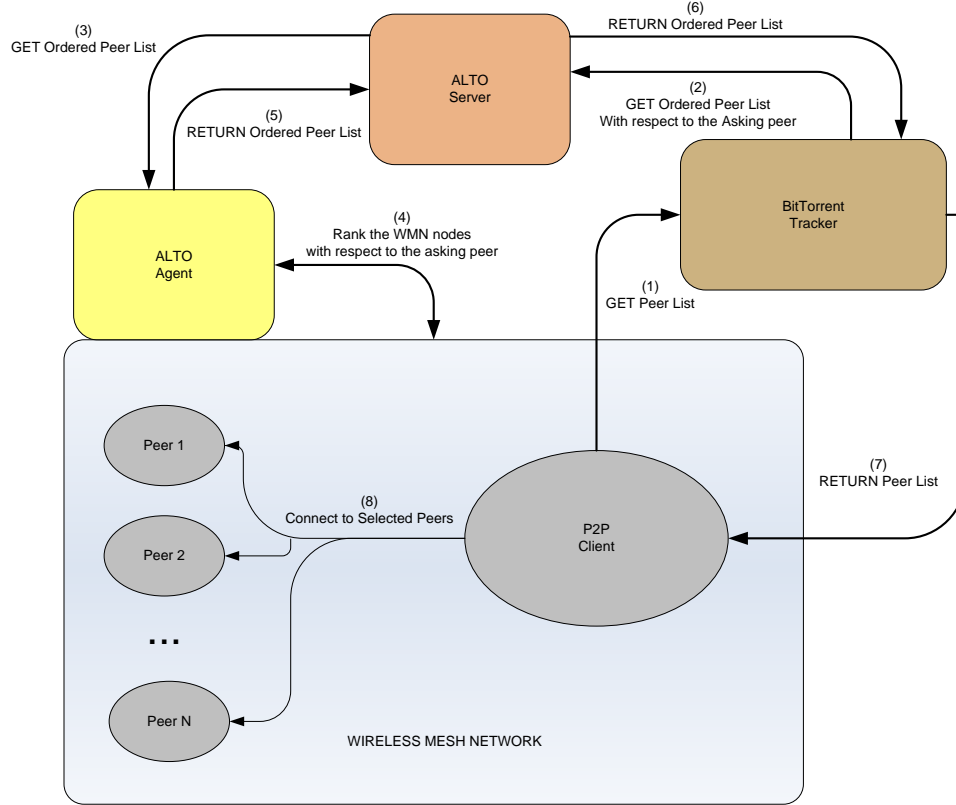 (3)
GET Ordered Peer List
(6)
RETURN Ordered Peer List
ALTO
Server
(2)
GET Ordered Peer List
With respect to the Asking peer
(5)
RETURN Ordered Peer List
BitTorrent
Tracker
(4)
Rank the WMN nodes
with respect to the asking peer
ALTO
Agent
(1)
GET Peer List
Peer 1
(7)
RETURN Peer List
(8)
Connect to Selected Peers
P2P
Client
Peer 2
...
Peer N
WIRELESS MESH NETWORK